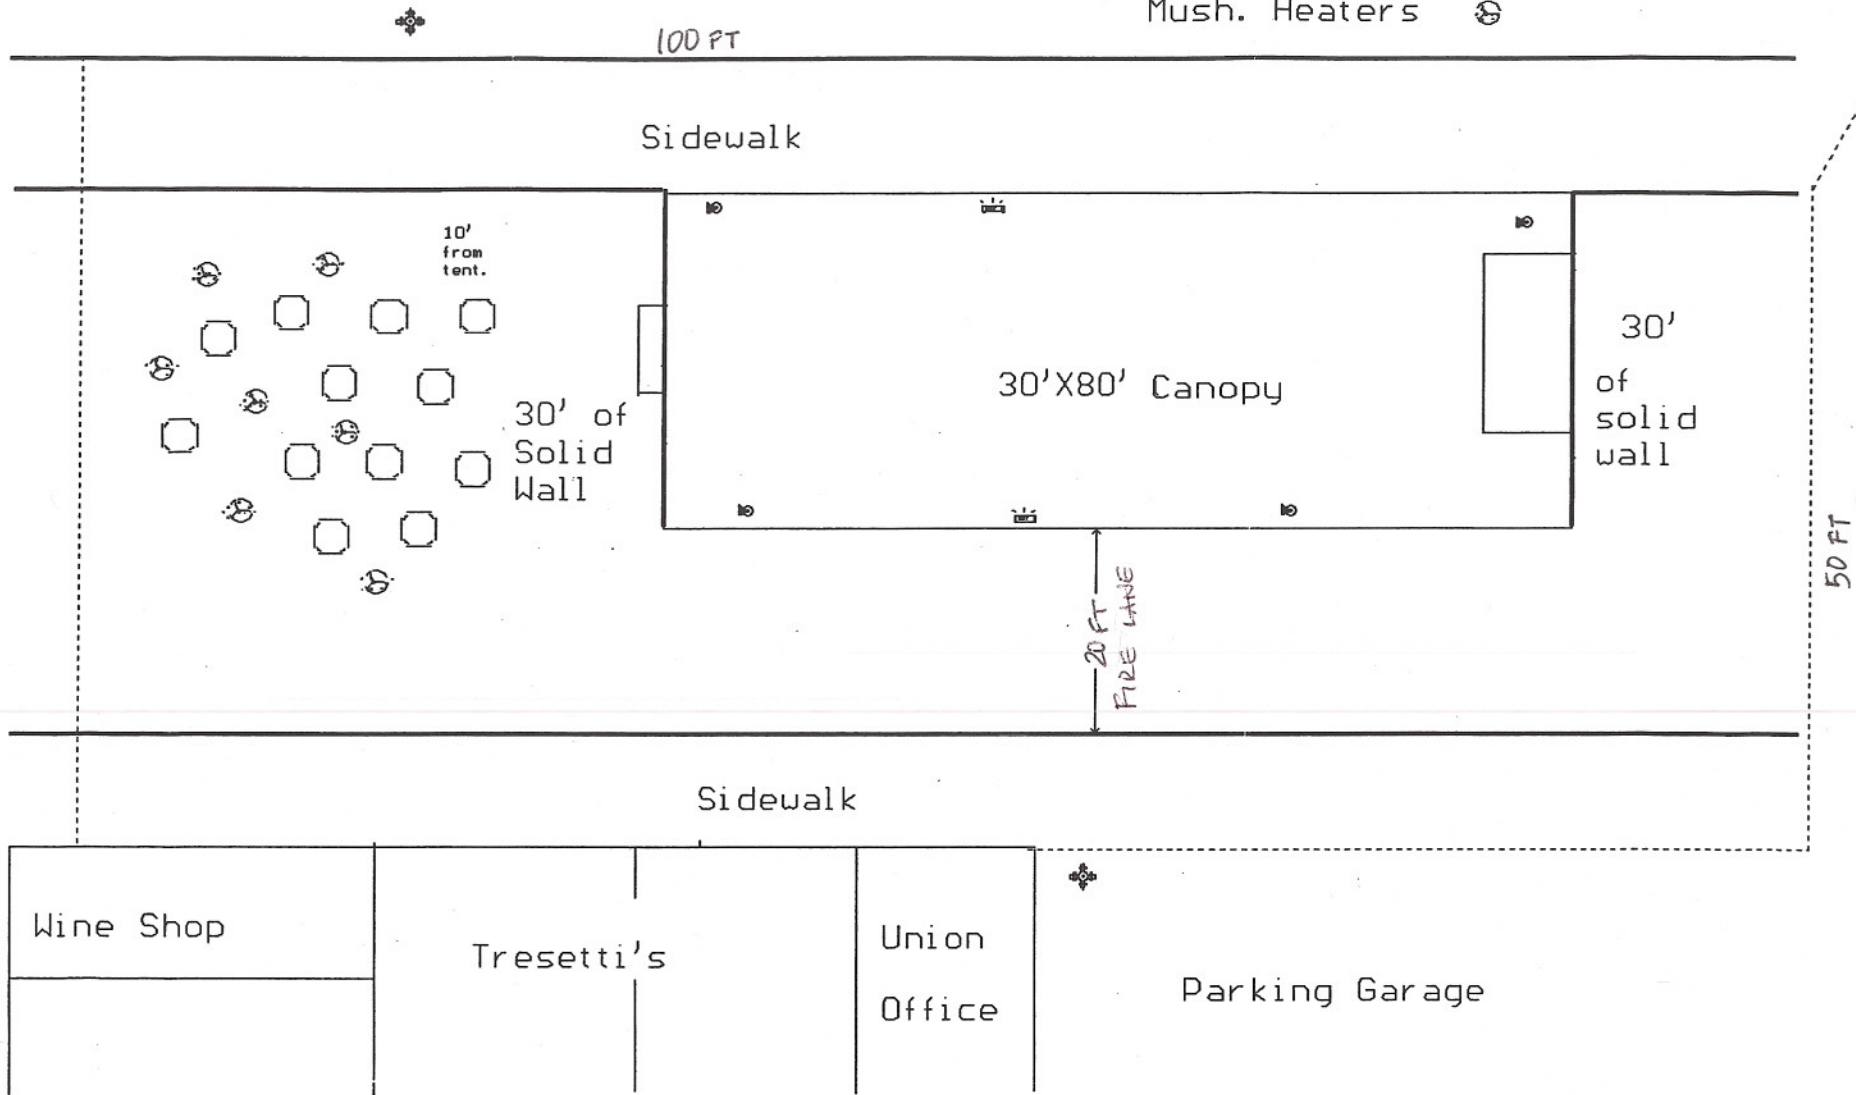 Mush. Heaters
100 FT
Sidewalk
10'
from
tent.
30' of
Solid
Wall
30'X80' Canopy
30'
of
solid
wall
50 FT
20 FT
FIRE LANE
Sidewalk
Wine Shop
Tresetti's
Union
Office
Parking Garage